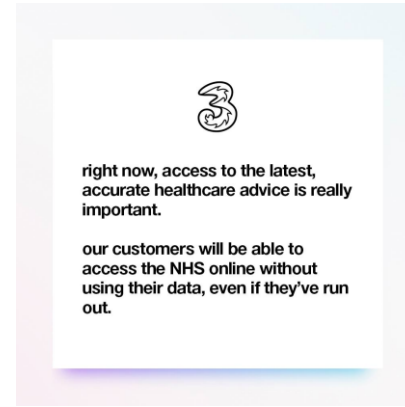 3
right now, access to the latest,
accurate healthcare advice is really
important.
our customers will be able to
access the NHS online without
using their data, even if they've run
out.